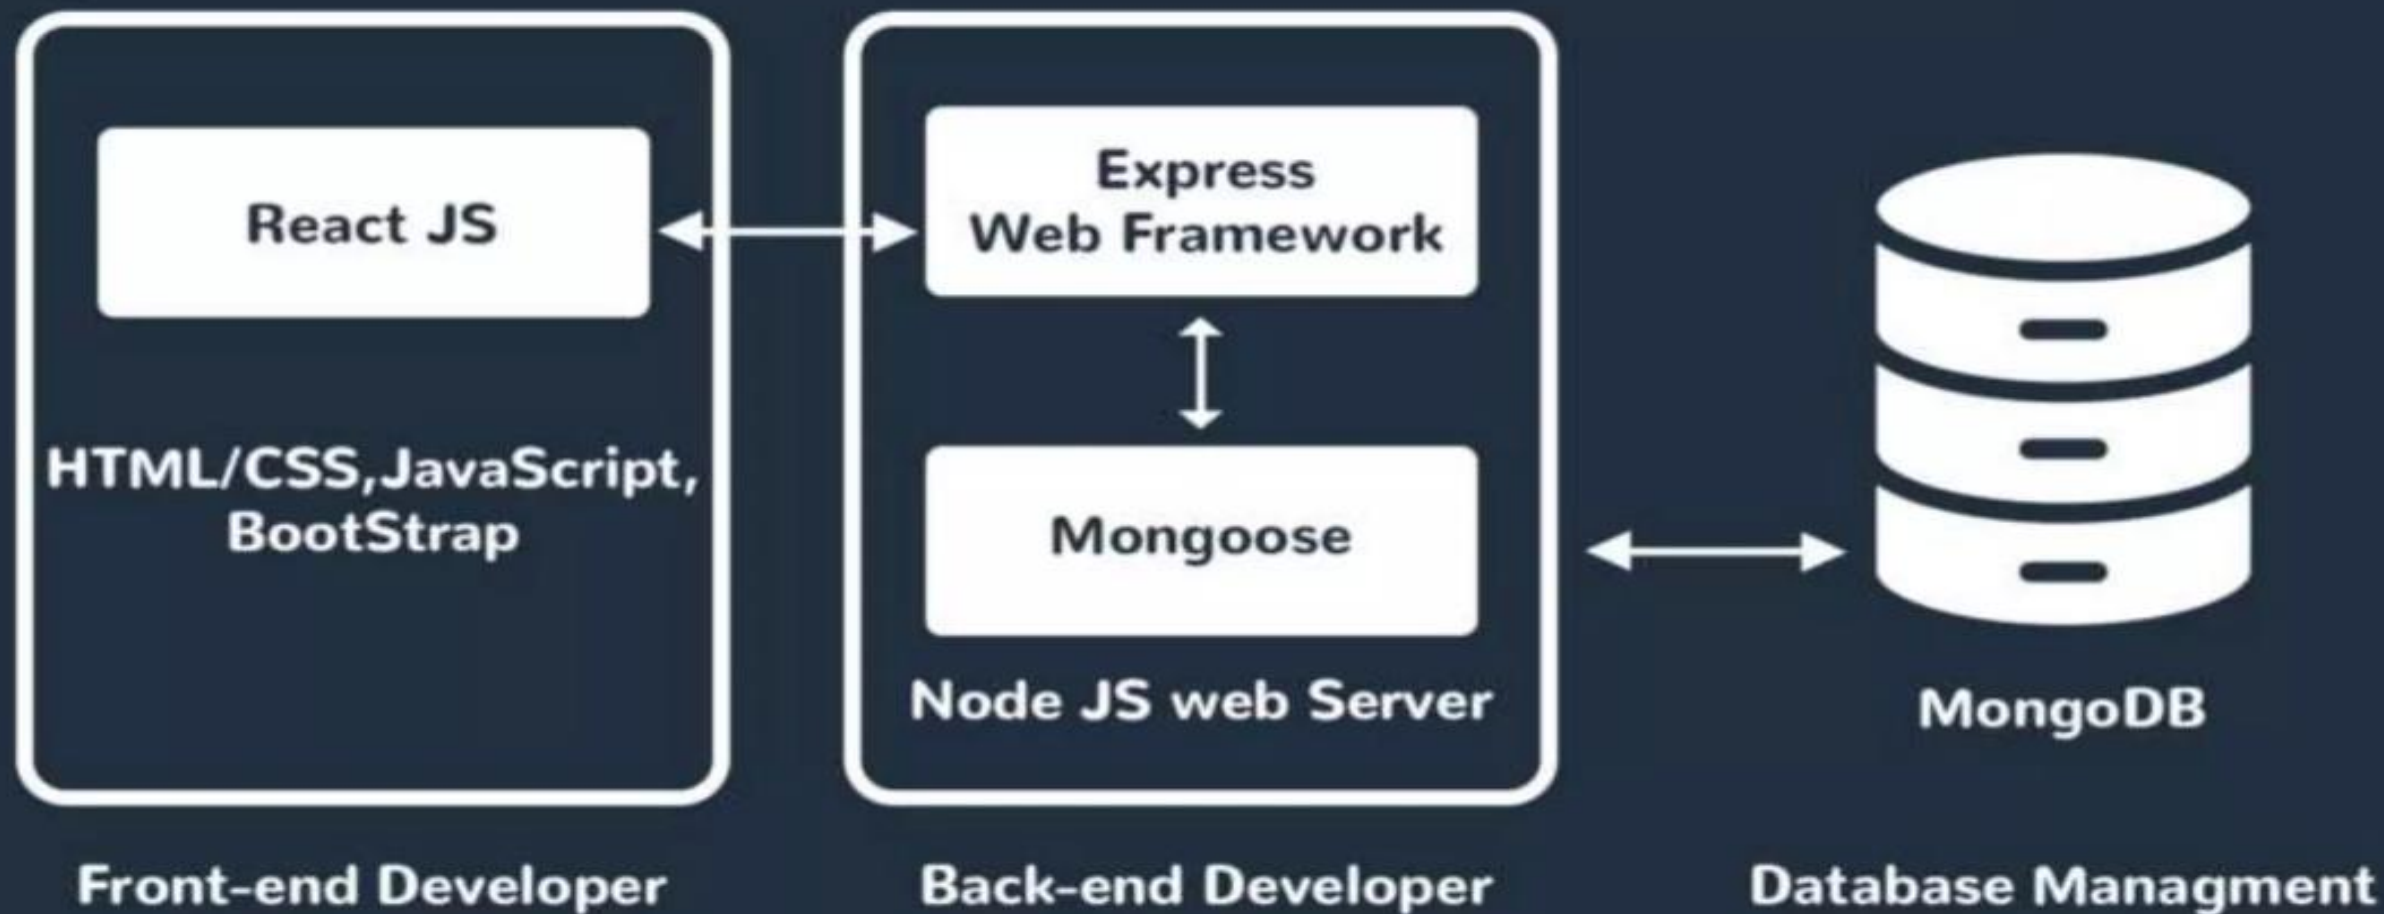 React JS
HTML/CSS,JavaScript,
BootStrap
Front-end Developer
Express
Web Framework
Mongoose
Node JS web Server
Back-end Developer
MongoDB
Database Managment